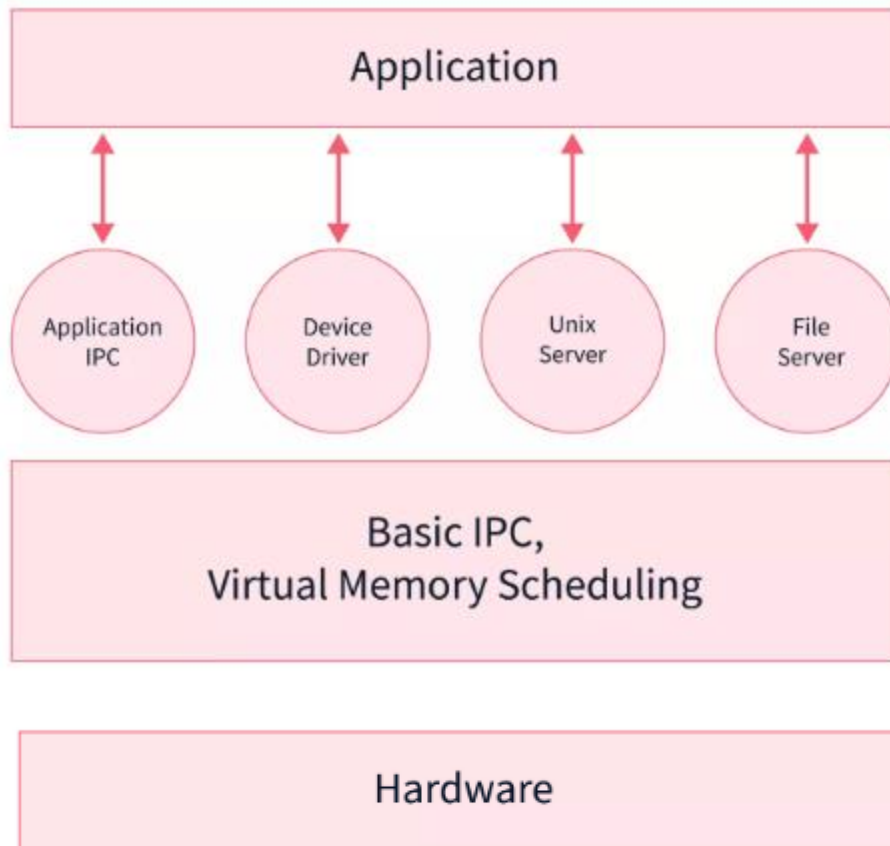 Application
Application
IPC
Device
Driver
Unix
Server
File
Server
Basic IPC,
Virtual Memory Scheduling
Hardware